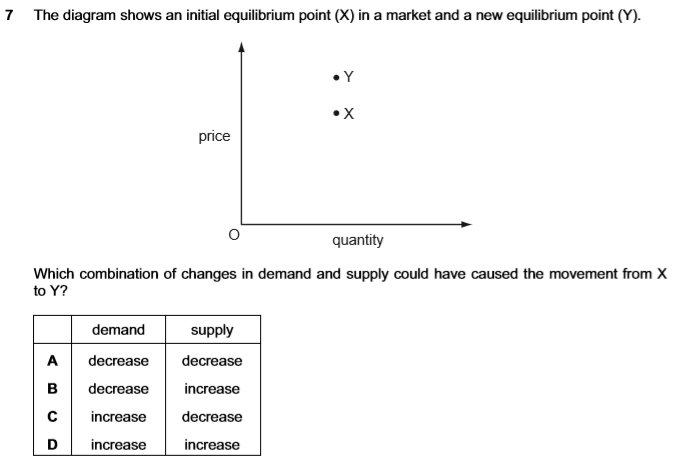 7 The diagram shows an initial equilibrium point (X) in a market and a new equilibrium point (Y).
Y
X
price
O
quantity
Which combination of changes in demand and supply could have caused the movement from X
to Y?
demand supply
A decrease decrease
B decrease increase
C increase decrease
D increase increase